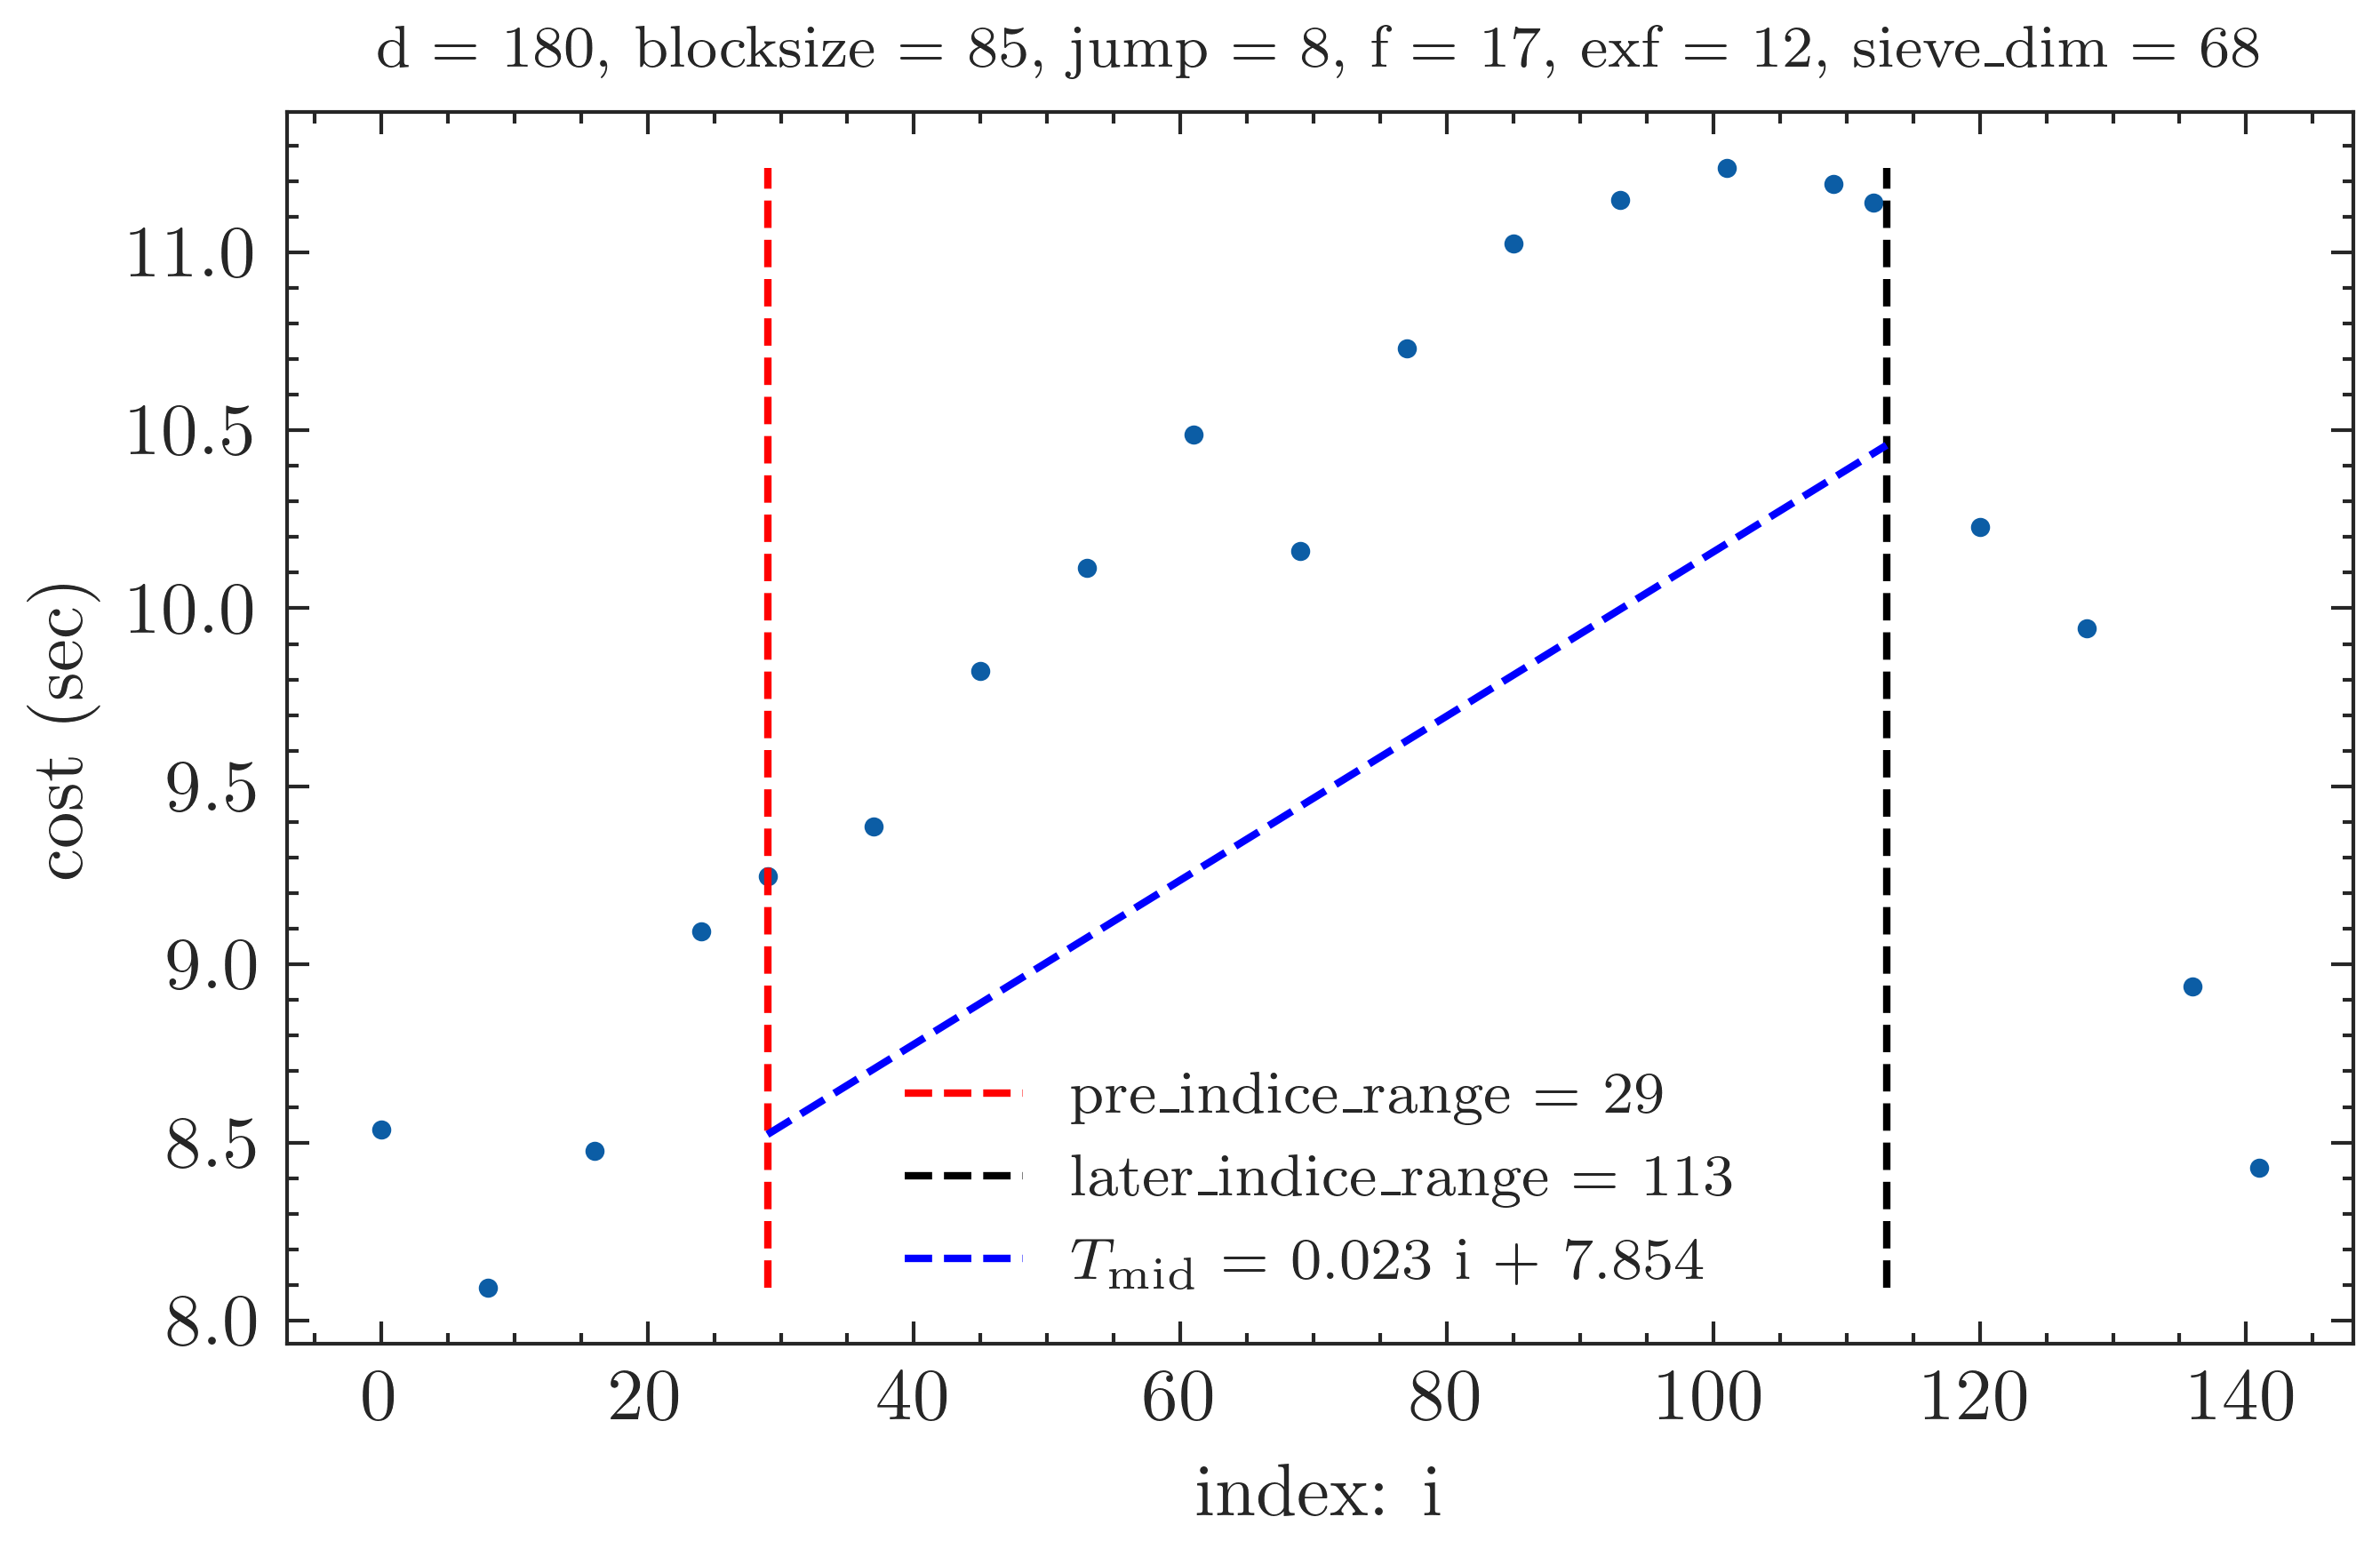 d = 180, blocksize = 85, jump = 8, f = 17, exf = 12, sieve_dim = 68
cost (sec)
11.0
10.5
10.0
9.5
9.0
8.5
8.0
pre_indice_range = 29
later_indice_range = 113
T_mid = 0.023 i + 7.854
0 20 40 60 80 100 120 140
index: i